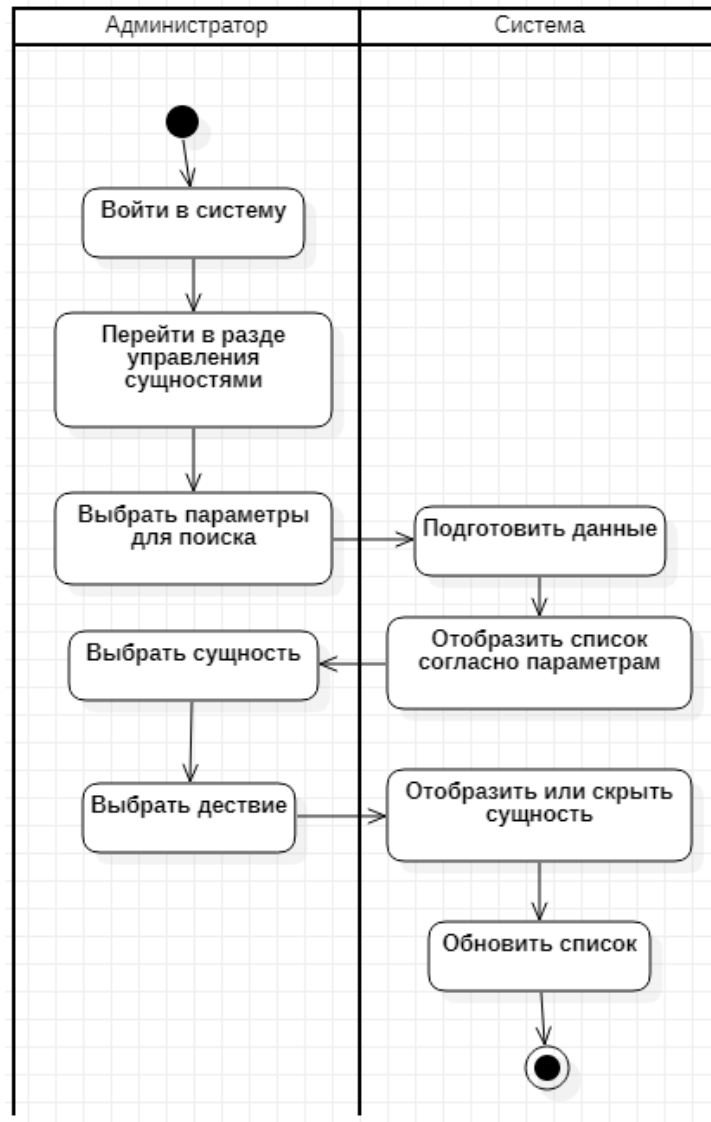 Администратор
Система
Войти в систему
Перейти в разде
управления
сущностями
Выбрать параметры
для поиска
Подготовить данные
Отобразить список
согласно параметрам
Выбрать сущность
Выбрать дествие
Отобразить или скрыть
сущность
Обновить список